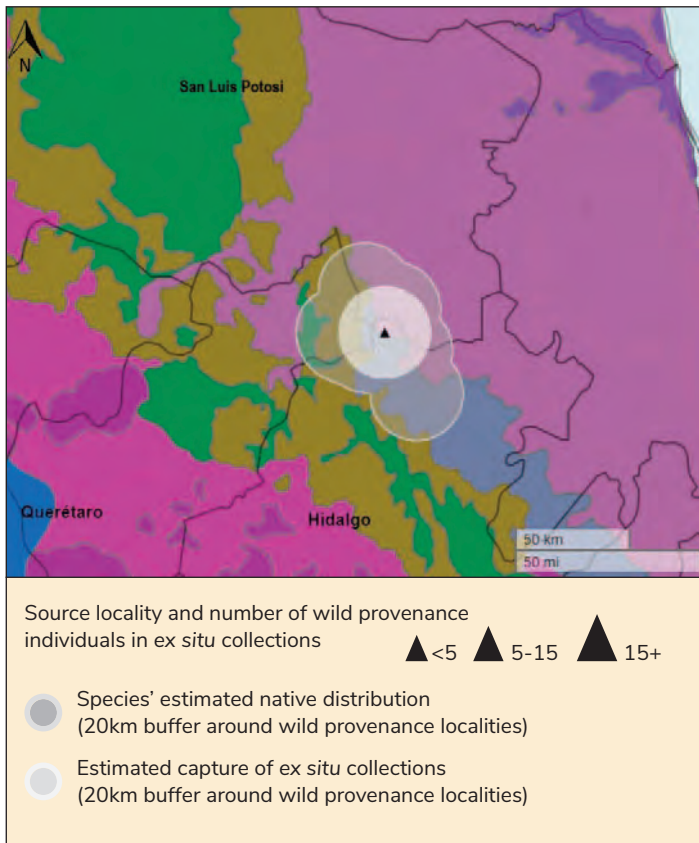 N
San Luis Potosi
Querétaro
Hidalgo
50 km
50 mi
Source locality and number of wild provenance
individuals in ex situ collections
<5 5-15 15+
Species' estimated native distribution
(20km buffer around wild provenance localities)
Estimated capture of ex situ collections
(20km buffer around wild provenance localities)